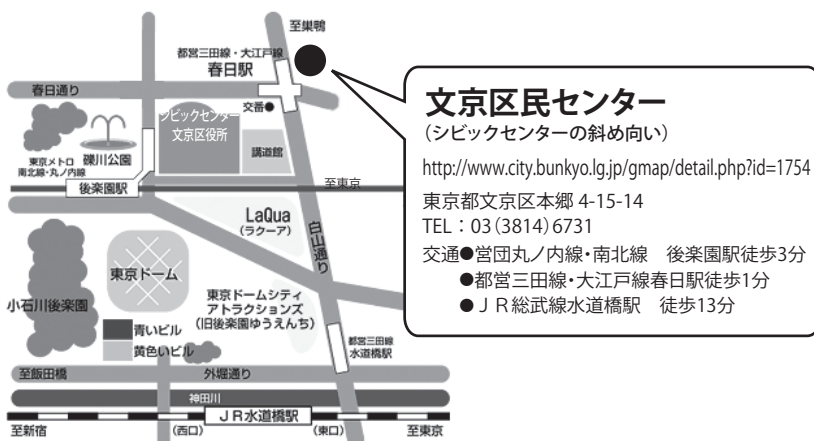 至巣鴨
都営三田線・大江戸線
春日駅
春日通り
交番●
シビックセンター
文京区役所
講道館
礫川公園
東京メトロ
南北線・丸ノ内線
後楽園駅
至東京
LaQua
(ラクーア)
白山通り
東京ドーム
小石川後楽園
東京ドームシティ
アトラクションズ
(旧後楽園ゆうえんち)
青いビル
黄色いビル
都営三田線
水道橋駅
至飯田橋
外堀通り
神田川
JR水道橋駅
至新宿
(西口)
(東口)
至東京
文京区民センター
(シビックセンターの斜め向い)
http://www.city.bunkyo.lg.jp/gmap/detail.php?id=1754
東京都文京区本郷 4-15-14
TEL:03(3814)6731
交通●営団丸ノ内線・南北線 後楽園駅徒歩3分
●都営三田線・大江戸線春日駅徒歩1分
●JR総武線水道橋駅 徒歩13分